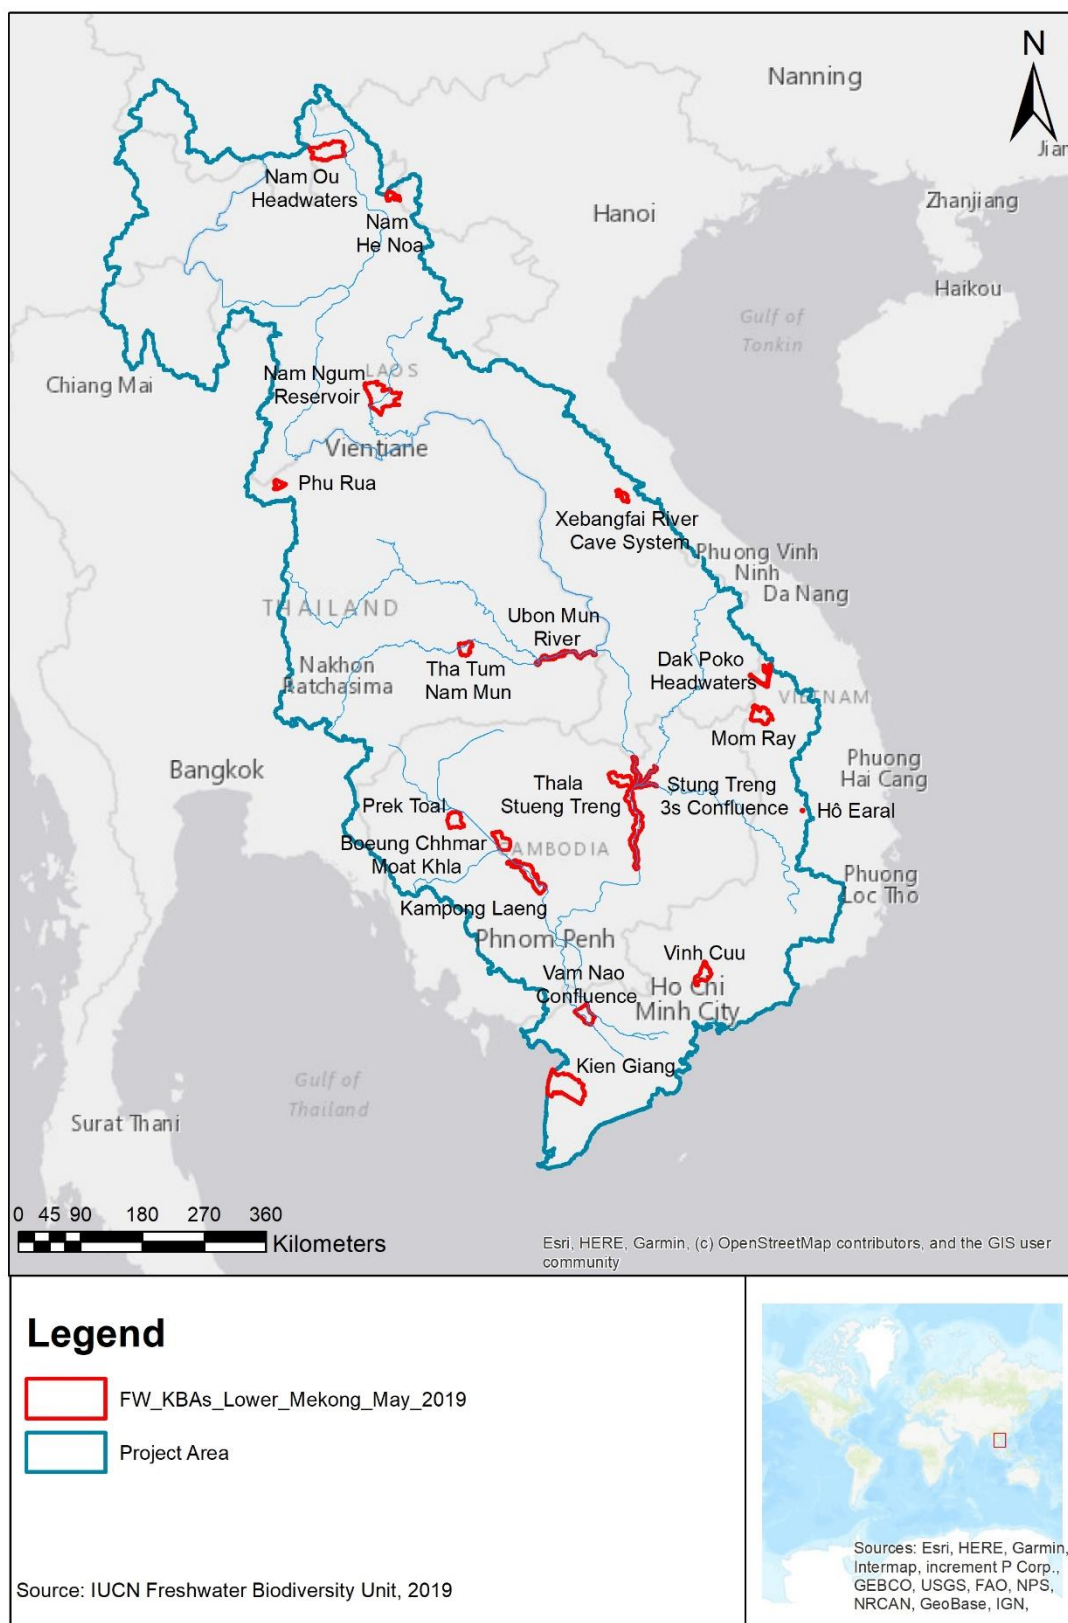 N
Nanning
Jian
Nam Ou
Headwaters
Nam
He Noa
Hanoi
Zhanjiang
Haikou
Gulf of
Tonkin
Chiang Mai
Nam Ngum
Reservoir
LAOS
Vientiane
Phu Rua
Xebangfai River
Cave System
Phuong Vinh
Ninh
Da Nang
THAILAND
Ubon Mun
River
Nakhon
Ratchasima
Tha Tum
Nam Mun
Dak Poko
Headwaters
VIETNAM
Mom Ray
Bangkok
Phuong
Hai Cang
Thala
Stueng Treng
Stung Treng
3s Confluence
Prek Toal
Hô Earal
Boeung Chhmar
Moat Khla
CAMBODIA
Phuong
Loc Tho
Kampong Laeng
Phnom Penh
Vinh Cuu
Vam Nao
Confluence
Ho Chi
Minh City
Kien Giang
Gulf of
Thailand
Surat Thani
0 45 90 180 270 360
Kilometers
Esri, HERE, Garmin, (c) OpenStreetMap contributors, and the GIS user
community
Legend
FW_KBAs_Lower_Mekong_May_2019
Project Area
Source: IUCN Freshwater Biodiversity Unit, 2019
Sources: Esri, HERE, Garmin,
Intermap, increment P Corp.,
GEBCO, USGS, FAO, NPS,
NRCAN, GeoBase, IGN,